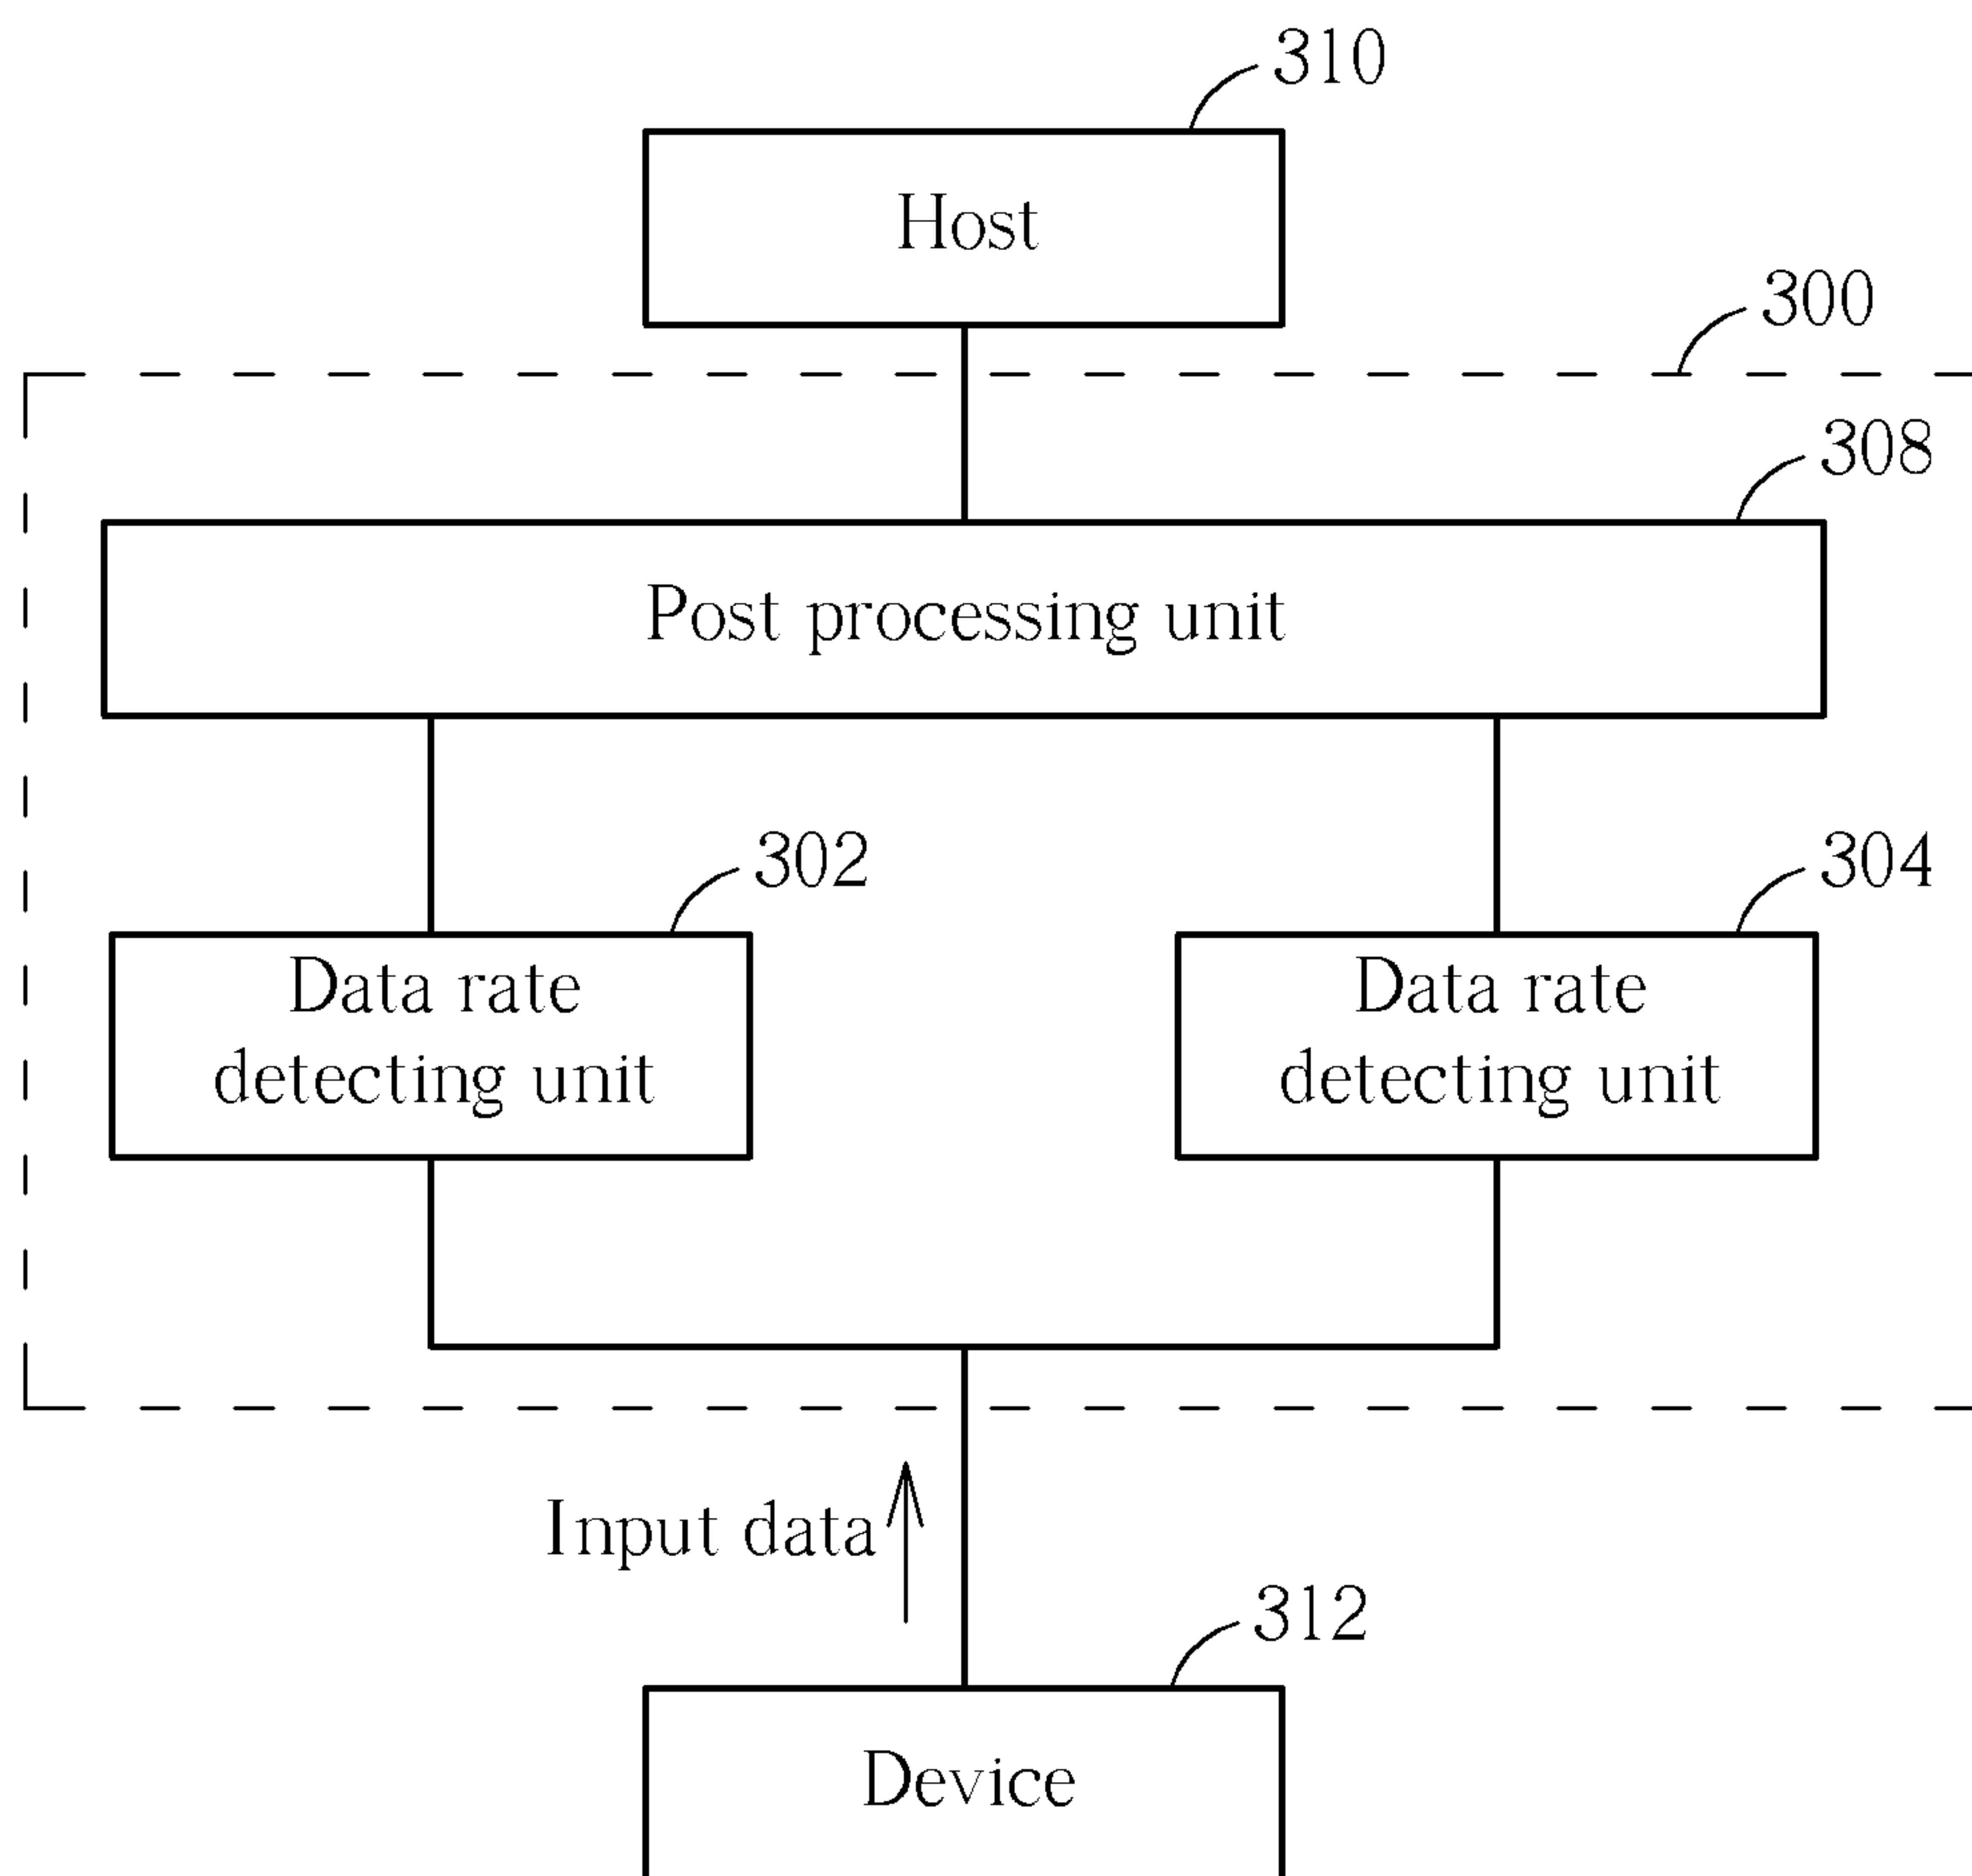 310
Host
300
308
Post processing unit
302
304
Data rate
detecting unit
Data rate
detecting unit
Input data
312
Device